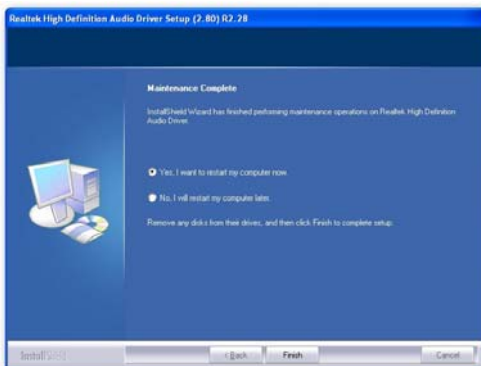 Realtek High Definition Audio Driver Setup (2.80) R2.28
Maintenance Complete
InstallShield Wizard has finished performing maintenance operations on Realtek High Definition
Audio Driver.
Yes, I want to restart my computer now.
No, I will restart my computer later.
Remove any disks from their drives, and then click Finish to complete setup.
InstallShield
< Back Finish Cancel